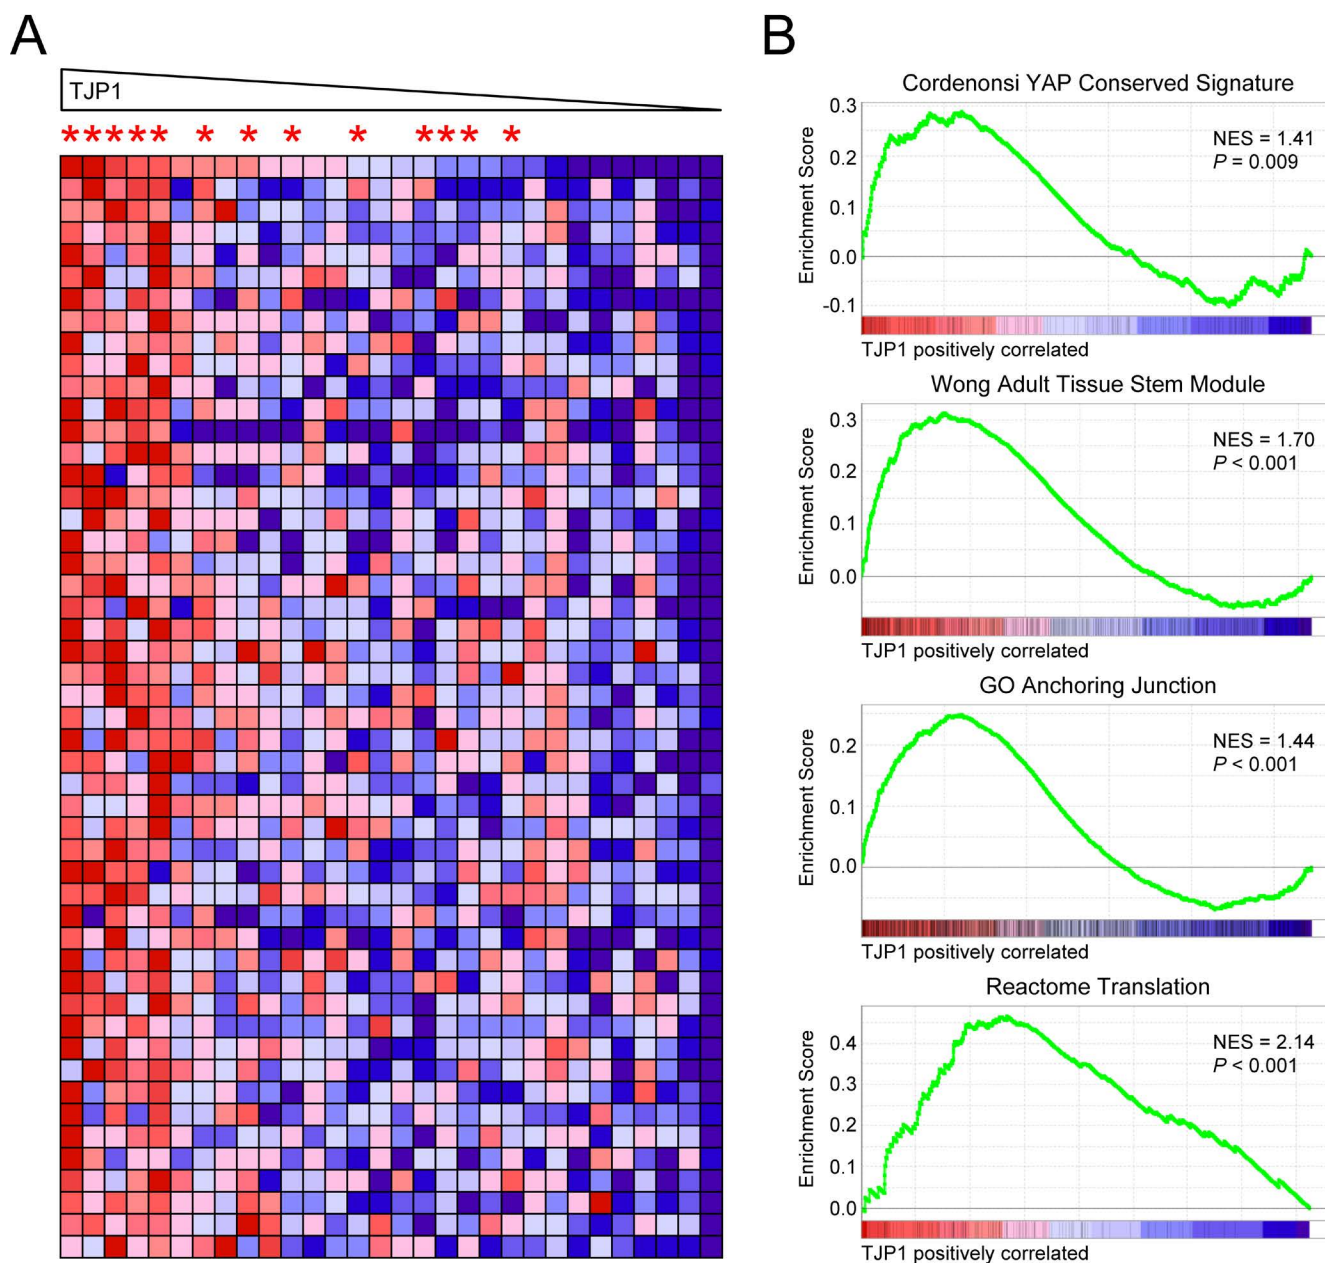 A
B
TJP1
* * * * * * * * * * * * *
Cordenonsi YAP Conserved Signature
Enrichment Score
0.3
0.2
0.1
0.0
-0.1
NES = 1.41
P = 0.009
TJP1 positively correlated
Wong Adult Tissue Stem Module
Enrichment Score
0.3
0.2
0.1
0.0
NES = 1.70
P < 0.001
TJP1 positively correlated
GO Anchoring Junction
Enrichment Score
0.2
0.1
0.0
NES = 1.44
P < 0.001
TJP1 positively correlated
Reactome Translation
Enrichment Score
0.4
0.3
0.2
0.1
0.0
NES = 2.14
P < 0.001
TJP1 positively correlated